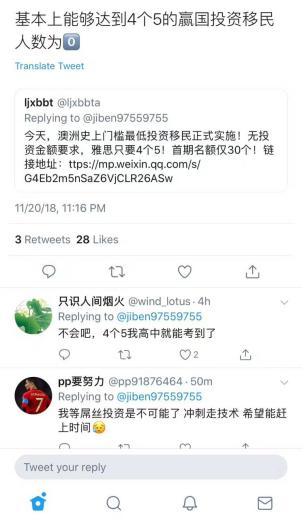 基本上能够达到4个5的赢国投资移民
人数为0️⃣
Translate Tweet
ljxbbt @ljxbbta
Replying to @jiben97559755
今天，澳洲史上门槛最低投资移民正式实施！无投
资金额要求，雅思只要4个5！首期名额仅30个！链
接地址：ttps://mp.weixin.qq.com/s/
G4Eb2m5nSaZ6VjCLR26ASw
11/20/18, 11:16 PM
3 Retweets 28 Likes
只识人间烟火 @wind_lotus · 4h
Replying to @jiben97559755
不会吧，4个5我高中就能考到了
2
pp要努力 @pp91876464 · 50m
Replying to @jiben97559755
我等屌丝投资是不可能了 冲刺走技术 希望能赶
上时间😥
Tweet your reply